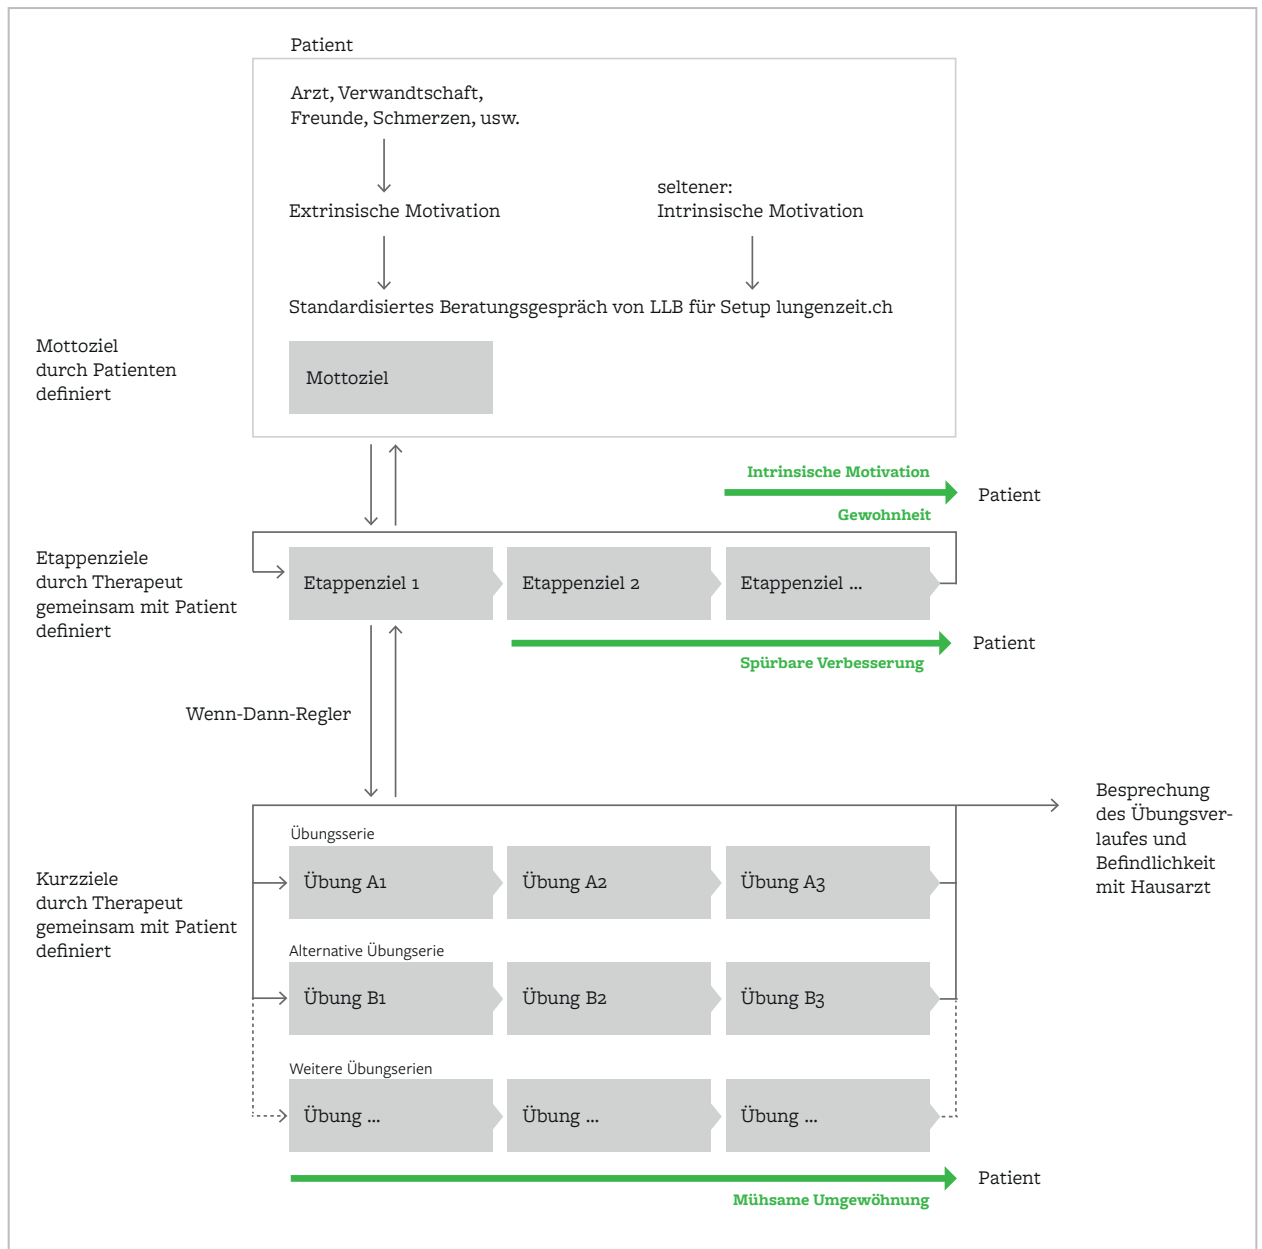 Patient
Arzt, Verwandtschaft,
Freunde, Schmerzen, usw.
Extrinsische Motivation
seltener:
Intrinsische Motivation
Standardisiertes Beratungsgespräch von LLB für Setup lungenzeit.ch
Mottoziel
durch Patienten
definiert
Mottoziel
Intrinsische Motivation
Patient
Gewohnheit
Etappenziele
durch Therapeut
gemeinsam mit Patient
definiert
Etappenziel 1
Etappenziel 2
Etappenziel ...
Patient
Spürbare Verbesserung
Wenn-Dann-Regler
Besprechung
des Übungsver-
laufes und
Befindlichkeit
mit Hausarzt
Kurzziele
durch Therapeut
gemeinsam mit Patient
definiert
Übungsserie
Übung A1
Übung A2
Übung A3
Alternative Übungserie
Übung B1
Übung B2
Übung B3
Weitere Übungserien
Übung ...
Übung ...
Übung ...
Patient
Mühsame Umgewöhnung